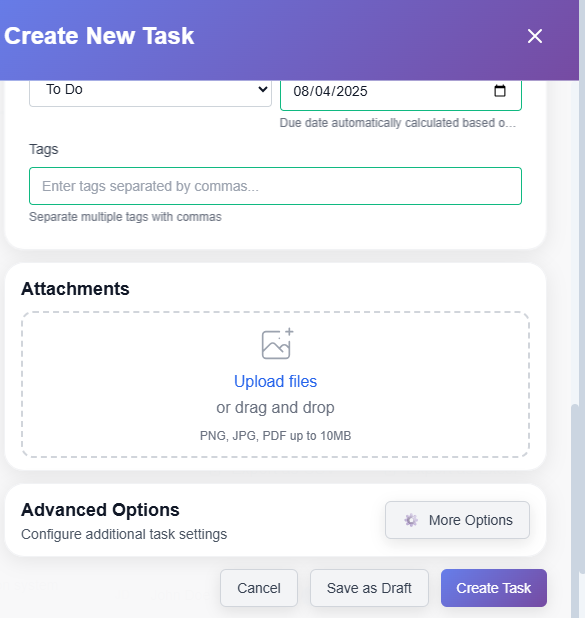 Create New Task
To Do
08/04/2025
Due date automatically calculated based o...
Tags
Enter tags separated by commas...
Separate multiple tags with commas
Attachments
Upload files
or drag and drop
PNG, JPG, PDF up to 10MB
Advanced Options
Configure additional task settings
More Options
Cancel
Save as Draft
Create Task